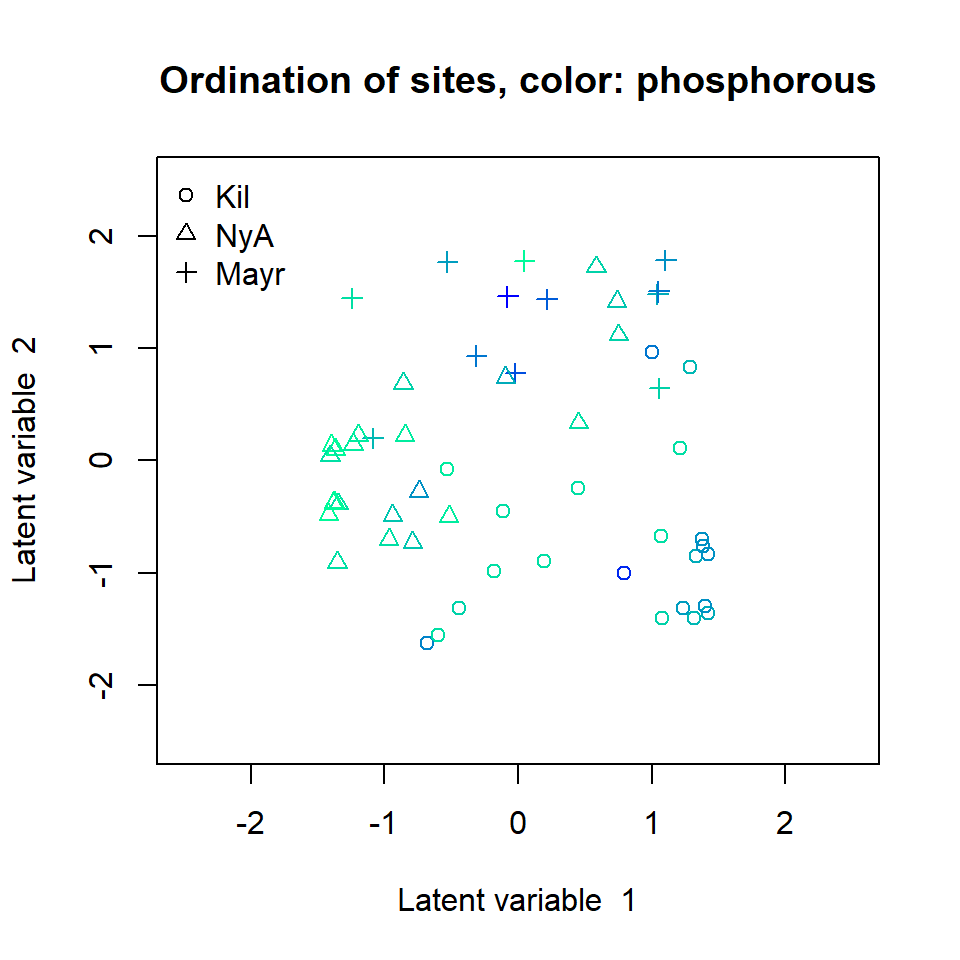 Ordination of sites, color: phosphorous
Kil
NyA
Mayr
2
1
0
-1
-2
Latent variable 2
-2 -1 0 1 2
Latent variable 1